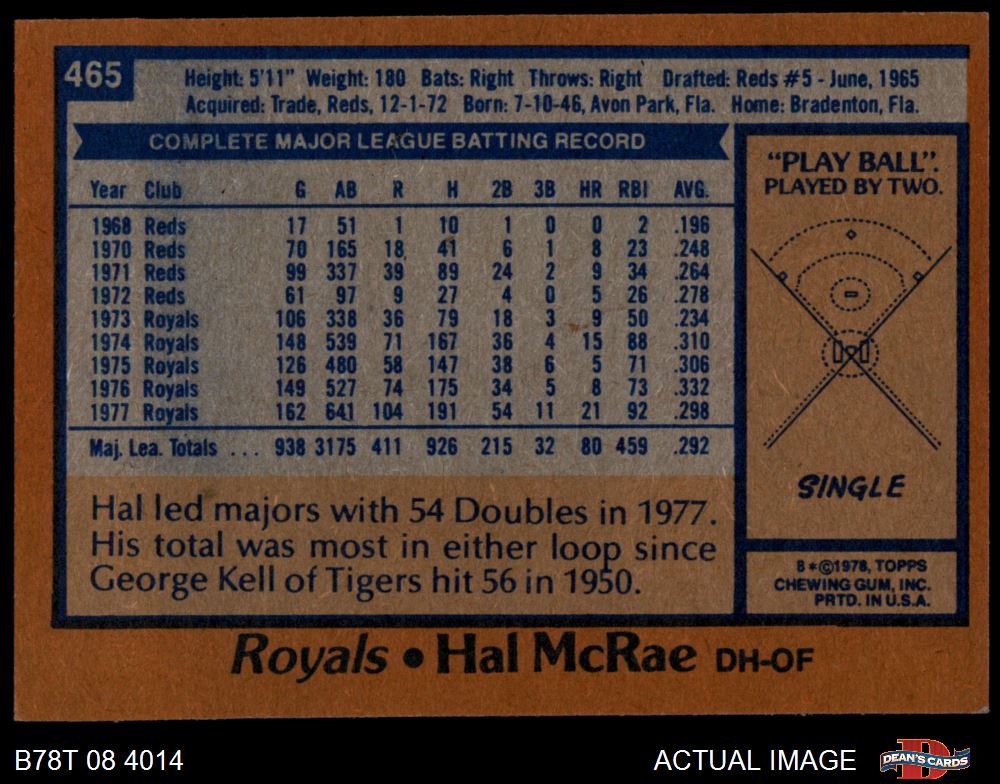 465
Height: 5'11" Weight: 180 Bats: Right Throws: Right Drafted: Reds #5 - June, 1965
Acquired: Trade, Reds, 12-1-72 Born: 7-10-46, Avon Park, Fla. Home: Bradenton, Fla.
COMPLETE MAJOR LEAGUE BATTING RECORD
Year Club G AB R H 2B 3B HR RBI AVG.
1968 Reds 17 51 1 10 1 0 0 2 .196
1970 Reds 70 165 18 41 6 1 8 23 .248
1971 Reds 99 337 39 89 24 2 9 34 .264
1972 Reds 61 97 9 27 4 0 5 26 .278
1973 Royals 106 338 36 79 18 3 9 50 .234
1974 Royals 148 539 71 167 36 4 15 88 .310
1975 Royals 126 480 58 147 38 6 5 71 .306
1976 Royals 149 527 74 175 34 5 8 73 .332
1977 Royals 162 641 104 191 54 11 21 92 .298
Maj. Lea. Totals . . . 938 3175 411 926 215 32 80 459 .292
Hal led majors with 54 Doubles in 1977.
His total was most in either loop since
George Kell of Tigers hit 56 in 1950.
"PLAY BALL".
PLAYED BY TWO.
SINGLE
8 * ©1978, TOPPS
CHEWING GUM, INC.
PRTD. IN U.S.A.
Royals • Hal McRae DH-OF
B78T 08 4014
ACTUAL IMAGE
DEAN'S CARDS